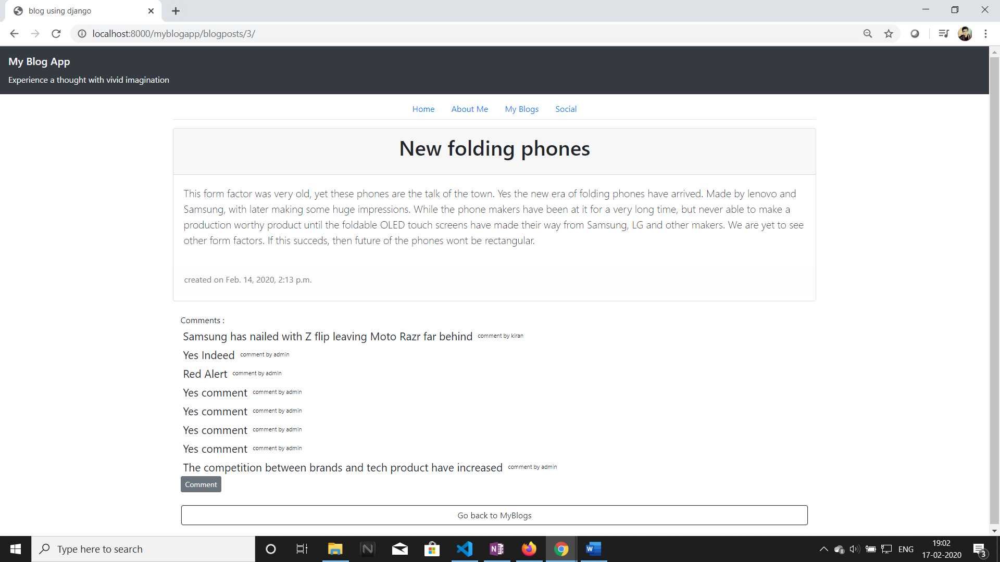 blog using django
localhost:8000/myblogapp/blogposts/3/
My Blog App
Experience a thought with vivid imagination
Home About Me My Blogs Social
New folding phones
This form factor was very old, yet these phones are the talk of the town. Yes the new era of folding phones have arrived. Made by lenovo and
Samsung, with later making some huge impressions. While the phone makers have been at it for a very long time, but never able to make a
production worthy product until the foldable OLED touch screens have made their way from Samsung, LG and other makers. We are yet to see
other form factors. If this succeds, then future of the phones wont be rectangular.
created on Feb. 14, 2020, 2:13 p.m.
Comments :
Samsung has nailed with Z flip leaving Moto Razr far behind comment by kiran
Yes Indeed comment by admin
Red Alert comment by admin
Yes comment comment by admin
Yes comment comment by admin
Yes comment comment by admin
Yes comment comment by admin
The competition between brands and tech product have increased comment by admin
Comment
Go back to MyBlogs
Type here to search
N
N
W
ENG
19:02
17-02-2020
3